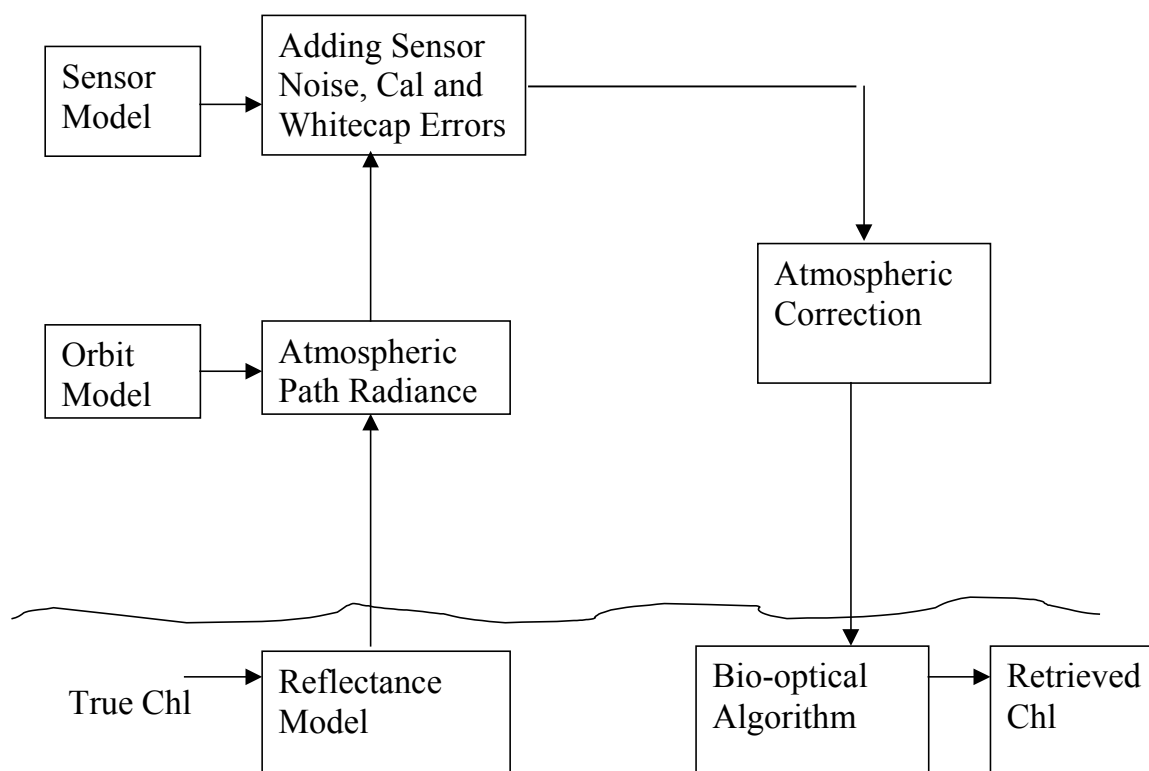 Sensor
Model
Adding Sensor
Noise, Cal and
Whitecap Errors
Atmospheric
Correction
Orbit
Model
Atmospheric
Path Radiance
True Chl
Reflectance
Model
Bio-optical
Algorithm
Retrieved
Chl